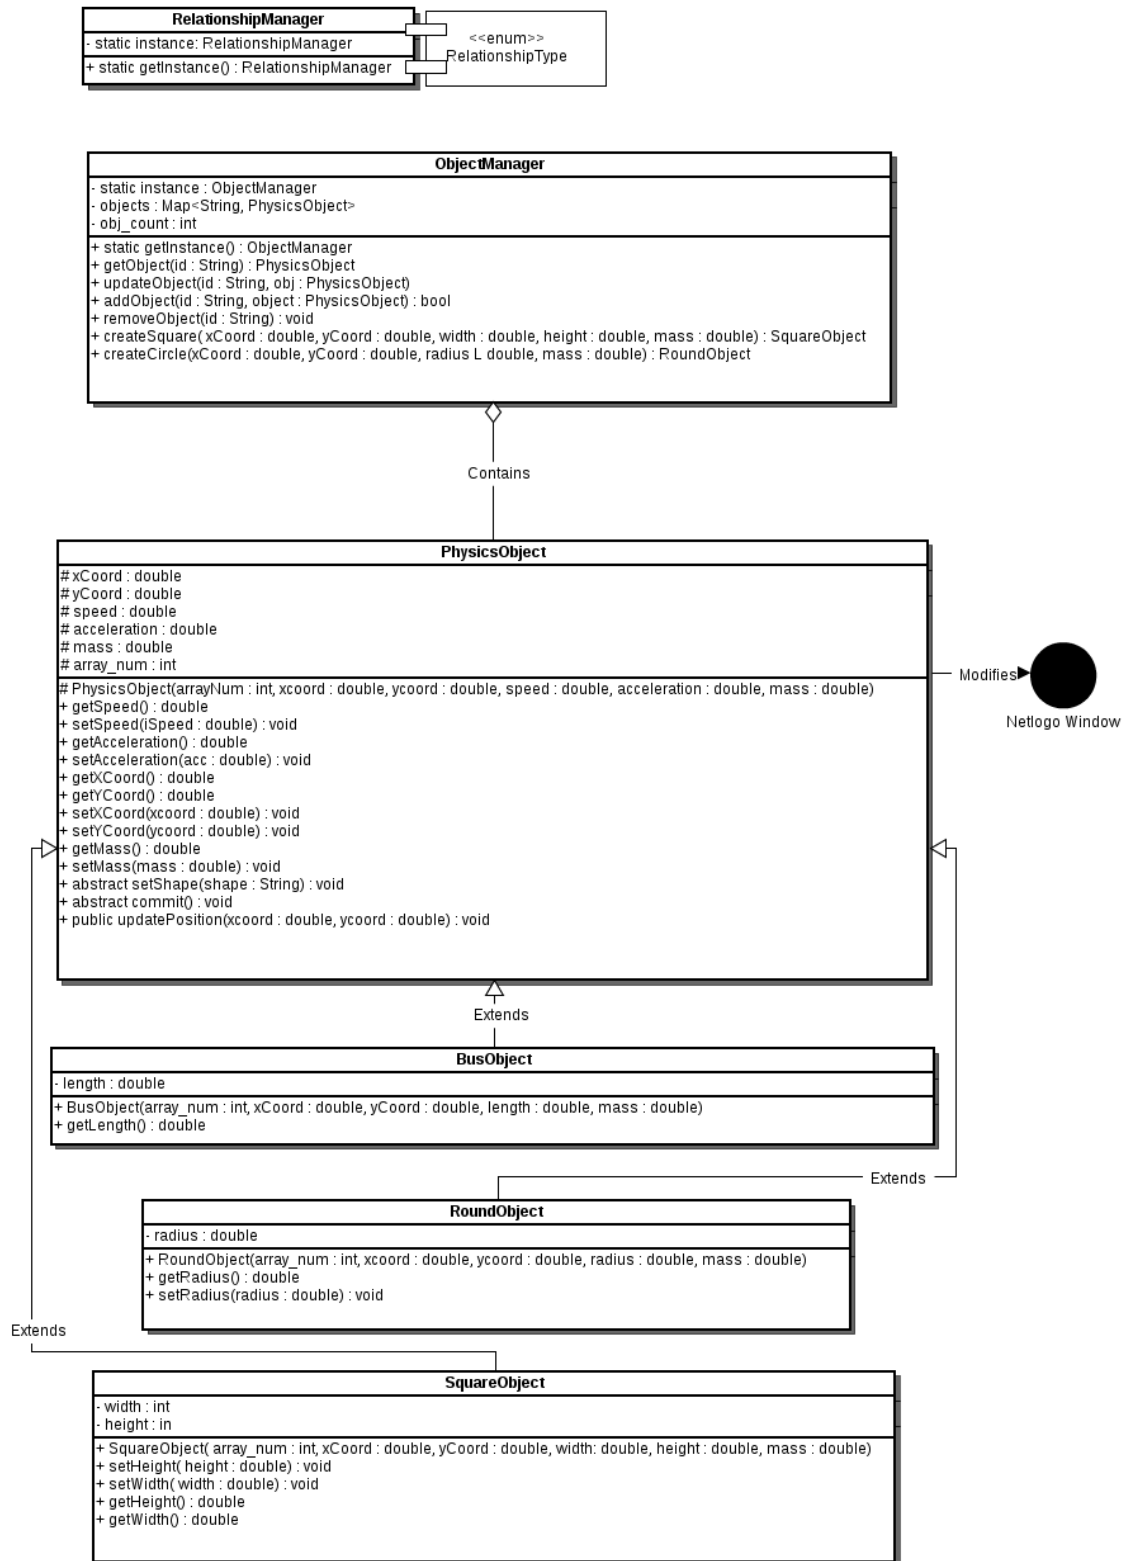 RelationshipManager
- static instance: RelationshipManager
+ static getInstance() : RelationshipManager
<<enum>>
RelationshipType
ObjectManager
- static instance : ObjectManager
- objects : Map<String, PhysicsObject>
- obj_count : int
+ static getInstance() : ObjectManager
+ getObject(id : String) : PhysicsObject
+ updateObject(id : String, obj : PhysicsObject)
+ addObject(id : String, object : PhysicsObject) : bool
+ removeObject(id : String) : void
+ createSquare( xCoord : double, yCoord : double, width : double, height : double, mass : double) : SquareObject
+ createCircle(xCoord : double, yCoord : double, radius L double, mass : double) : RoundObject
Contains
PhysicsObject
# xCoord : double
# yCoord : double
# speed : double
# acceleration : double
# mass : double
# array_num : int
# PhysicsObject(arrayNum : int, xcoord : double, ycoord : double, speed : double, acceleration : double, mass : double)
+ getSpeed() : double
+ setSpeed(iSpeed : double) : void
+ getAcceleration() : double
+ setAcceleration(acc : double) : void
+ getXCoord() : double
+ getYCoord() : double
+ setXCoord(xcoord : double) : void
+ setYCoord(ycoord : double) : void
+ getMass() : double
+ setMass(mass : double) : void
+ abstract setShape(shape : String) : void
+ abstract commit() : void
+ public updatePosition(xcoord : double, ycoord : double) : void
Modifies
Netlogo Window
Extends
BusObject
- length : double
+ BusObject(array_num : int, xCoord : double, yCoord : double, length : double, mass : double)
+ getLength() : double
Extends
RoundObject
- radius : double
+ RoundObject(array_num : int, xcoord : double, ycoord : double, radius : double, mass : double)
+ getRadius() : double
+ setRadius(radius : double) : void
Extends
SquareObject
- width : int
- height : in
+ SquareObject( array_num : int, xCoord : double, yCoord : double, width: double, height : double, mass : double)
+ setHeight( height : double) : void
+ setWidth( width : double) : void
+ getHeight() : double
+ getWidth() : double